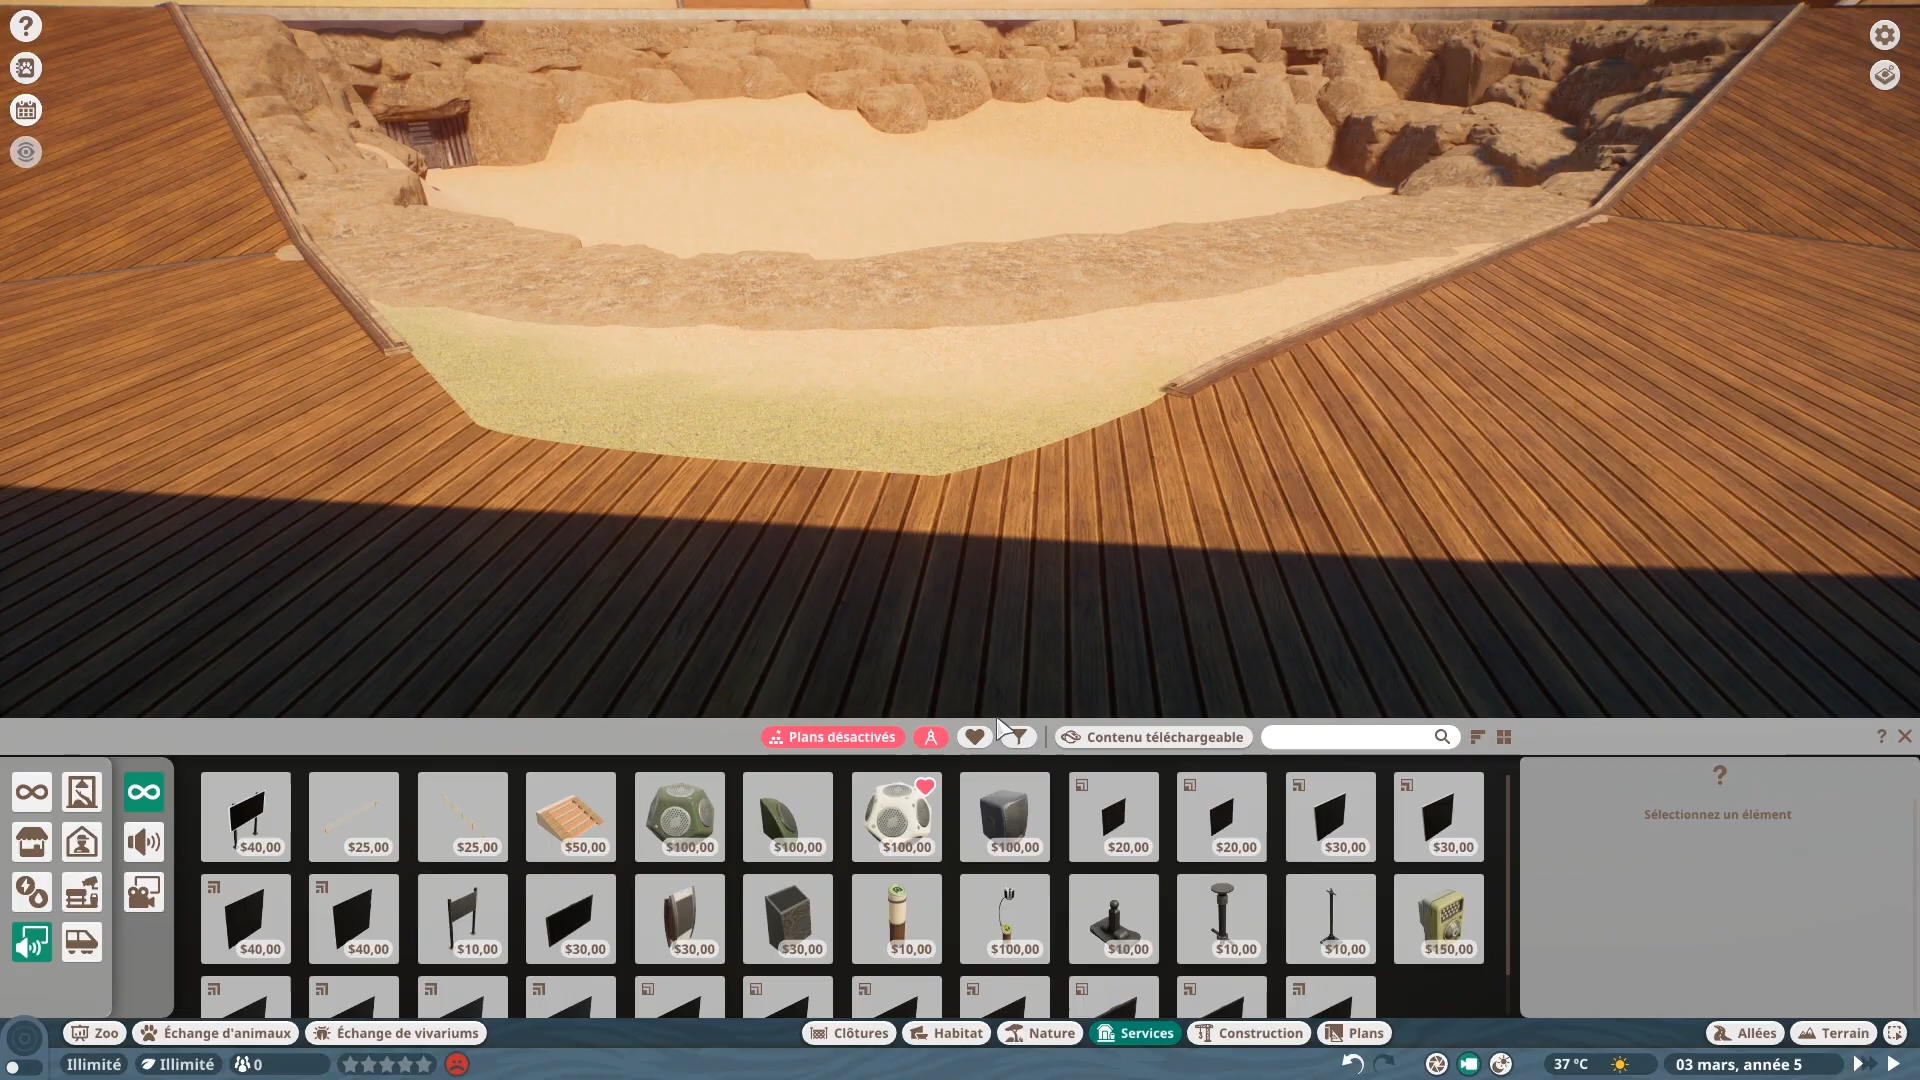 ?
Plans désactivés
Contenu téléchargeable
? ×
$40,00 $25,00 $25,00 $50,00 $100,00 $100,00 $100,00 $100,00 $20,00 $20,00 $30,00 $30,00
?
Sélectionnez un élément
$40,00 $40,00 $10,00 $30,00 $30,00 $30,00 $10,00 $100,00 $10,00 $10,00 $10,00 $150,00
Zoo Échange d'animaux Échange de vivariums Clôtures Habitat Nature Services Construction Plans Allées Terrain
Illimité Illimité 0 37 °C 03 mars, année 5